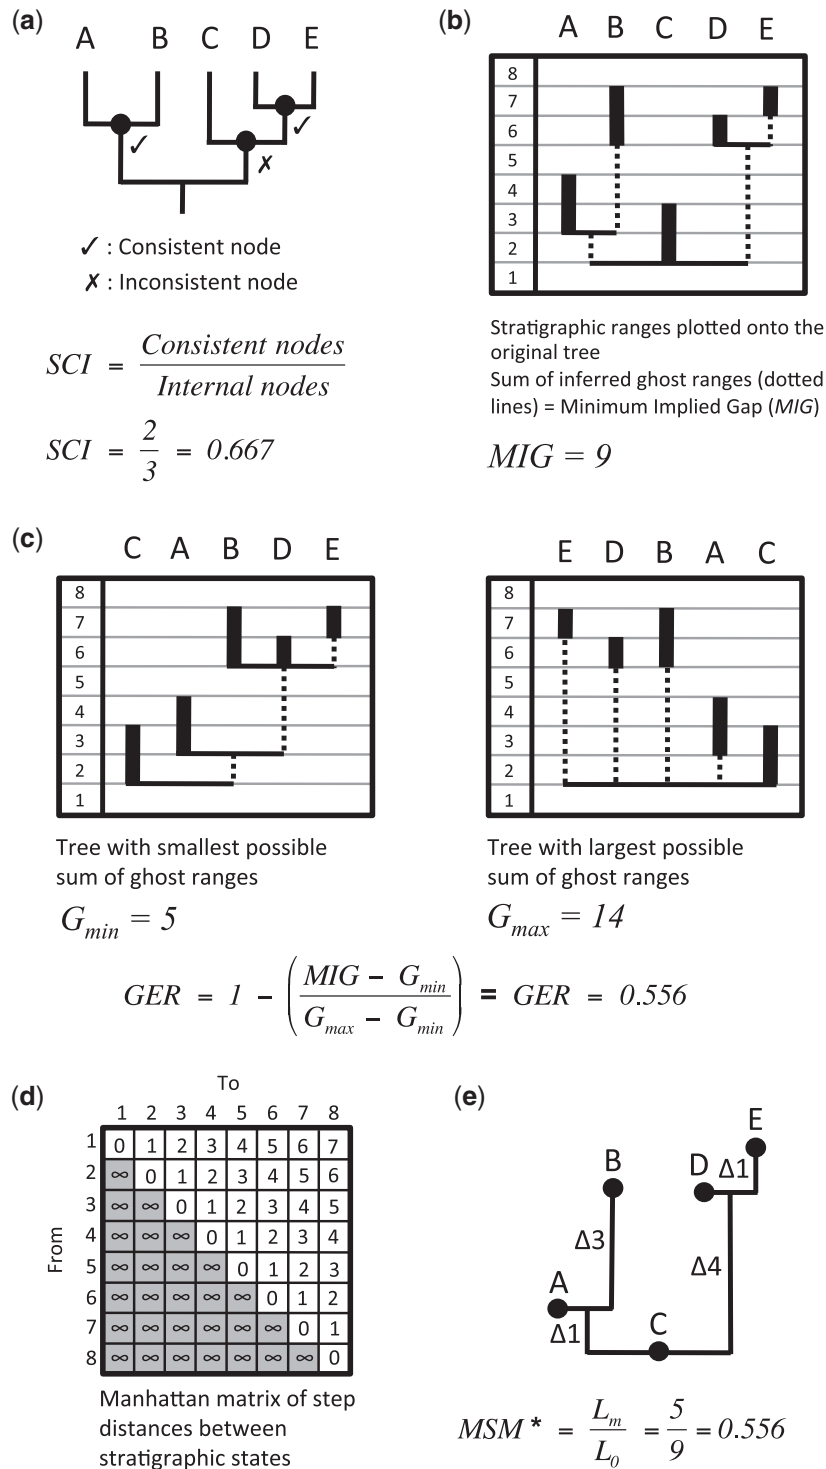 (a)
A B C D E
✓ ✗ ✓
✓ : Consistent node
✗ : Inconsistent node
SCI = Consistent nodes / Internal nodes
SCI = 2 / 3 = 0.667
(b)
A B C D E
8
7
6
5
4
3
2
1
Stratigraphic ranges plotted onto the
original tree
Sum of inferred ghost ranges (dotted
lines) = Minimum Implied Gap (MIG)
MIG = 9
(c)
C A B D E
8
7
6
5
4
3
2
1
Tree with smallest possible
sum of ghost ranges
G_min = 5
E D B A C
8
7
6
5
4
3
2
1
Tree with largest possible
sum of ghost ranges
G_max = 14
GER = 1 − ( MIG − G_min / G_max − G_min ) = GER = 0.556
(d)
To
1 2 3 4 5 6 7 8
From
1 0 1 2 3 4 5 6 7
2 ∞ 0 1 2 3 4 5 6
3 ∞ ∞ 0 1 2 3 4 5
4 ∞ ∞ ∞ 0 1 2 3 4
5 ∞ ∞ ∞ ∞ 0 1 2 3
6 ∞ ∞ ∞ ∞ ∞ 0 1 2
7 ∞ ∞ ∞ ∞ ∞ ∞ 0 1
8 ∞ ∞ ∞ ∞ ∞ ∞ ∞ 0
Manhattan matrix of step
distances between
stratigraphic states
(e)
E
B D Δ1
Δ3 Δ4
A
Δ1 C
MSM* = L_m / L_0 = 5 / 9 = 0.556